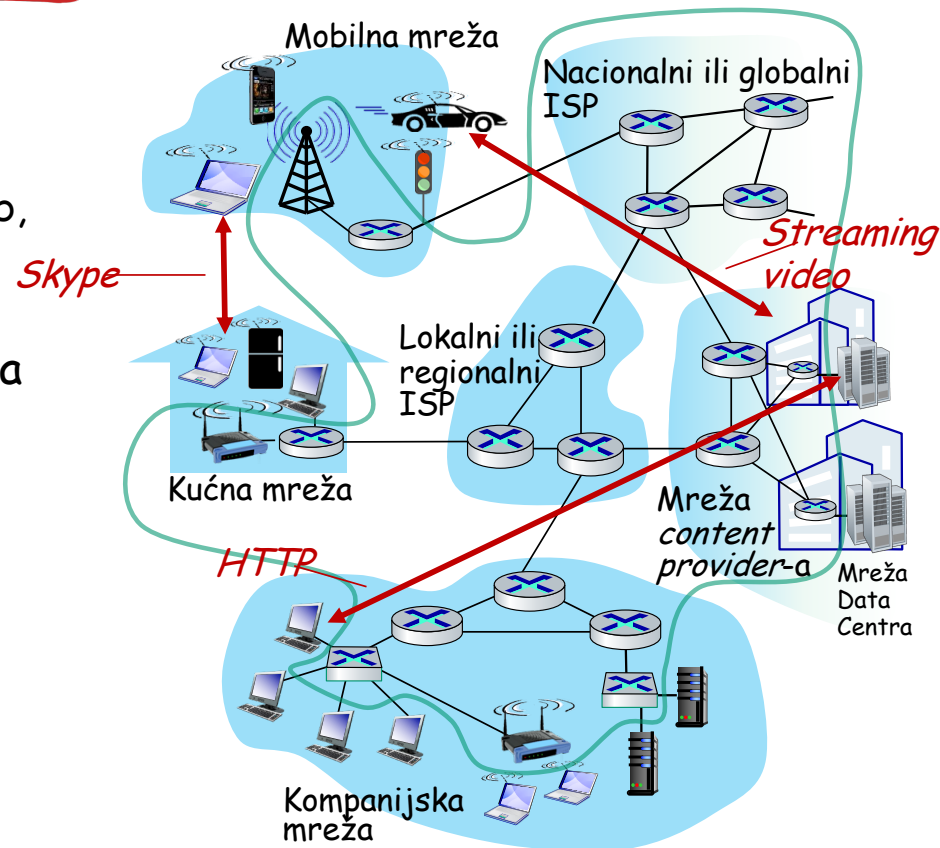 Mobilna mreža
Nacionalni ili globalni
ISP
o,
Skype
Streaming
video
Lokalni ili
regionalni
ISP
a
Kućna mreža
Mreža
content
provider-a
Mreža
Data
Centra
HTTP
Kompanijska
mreža